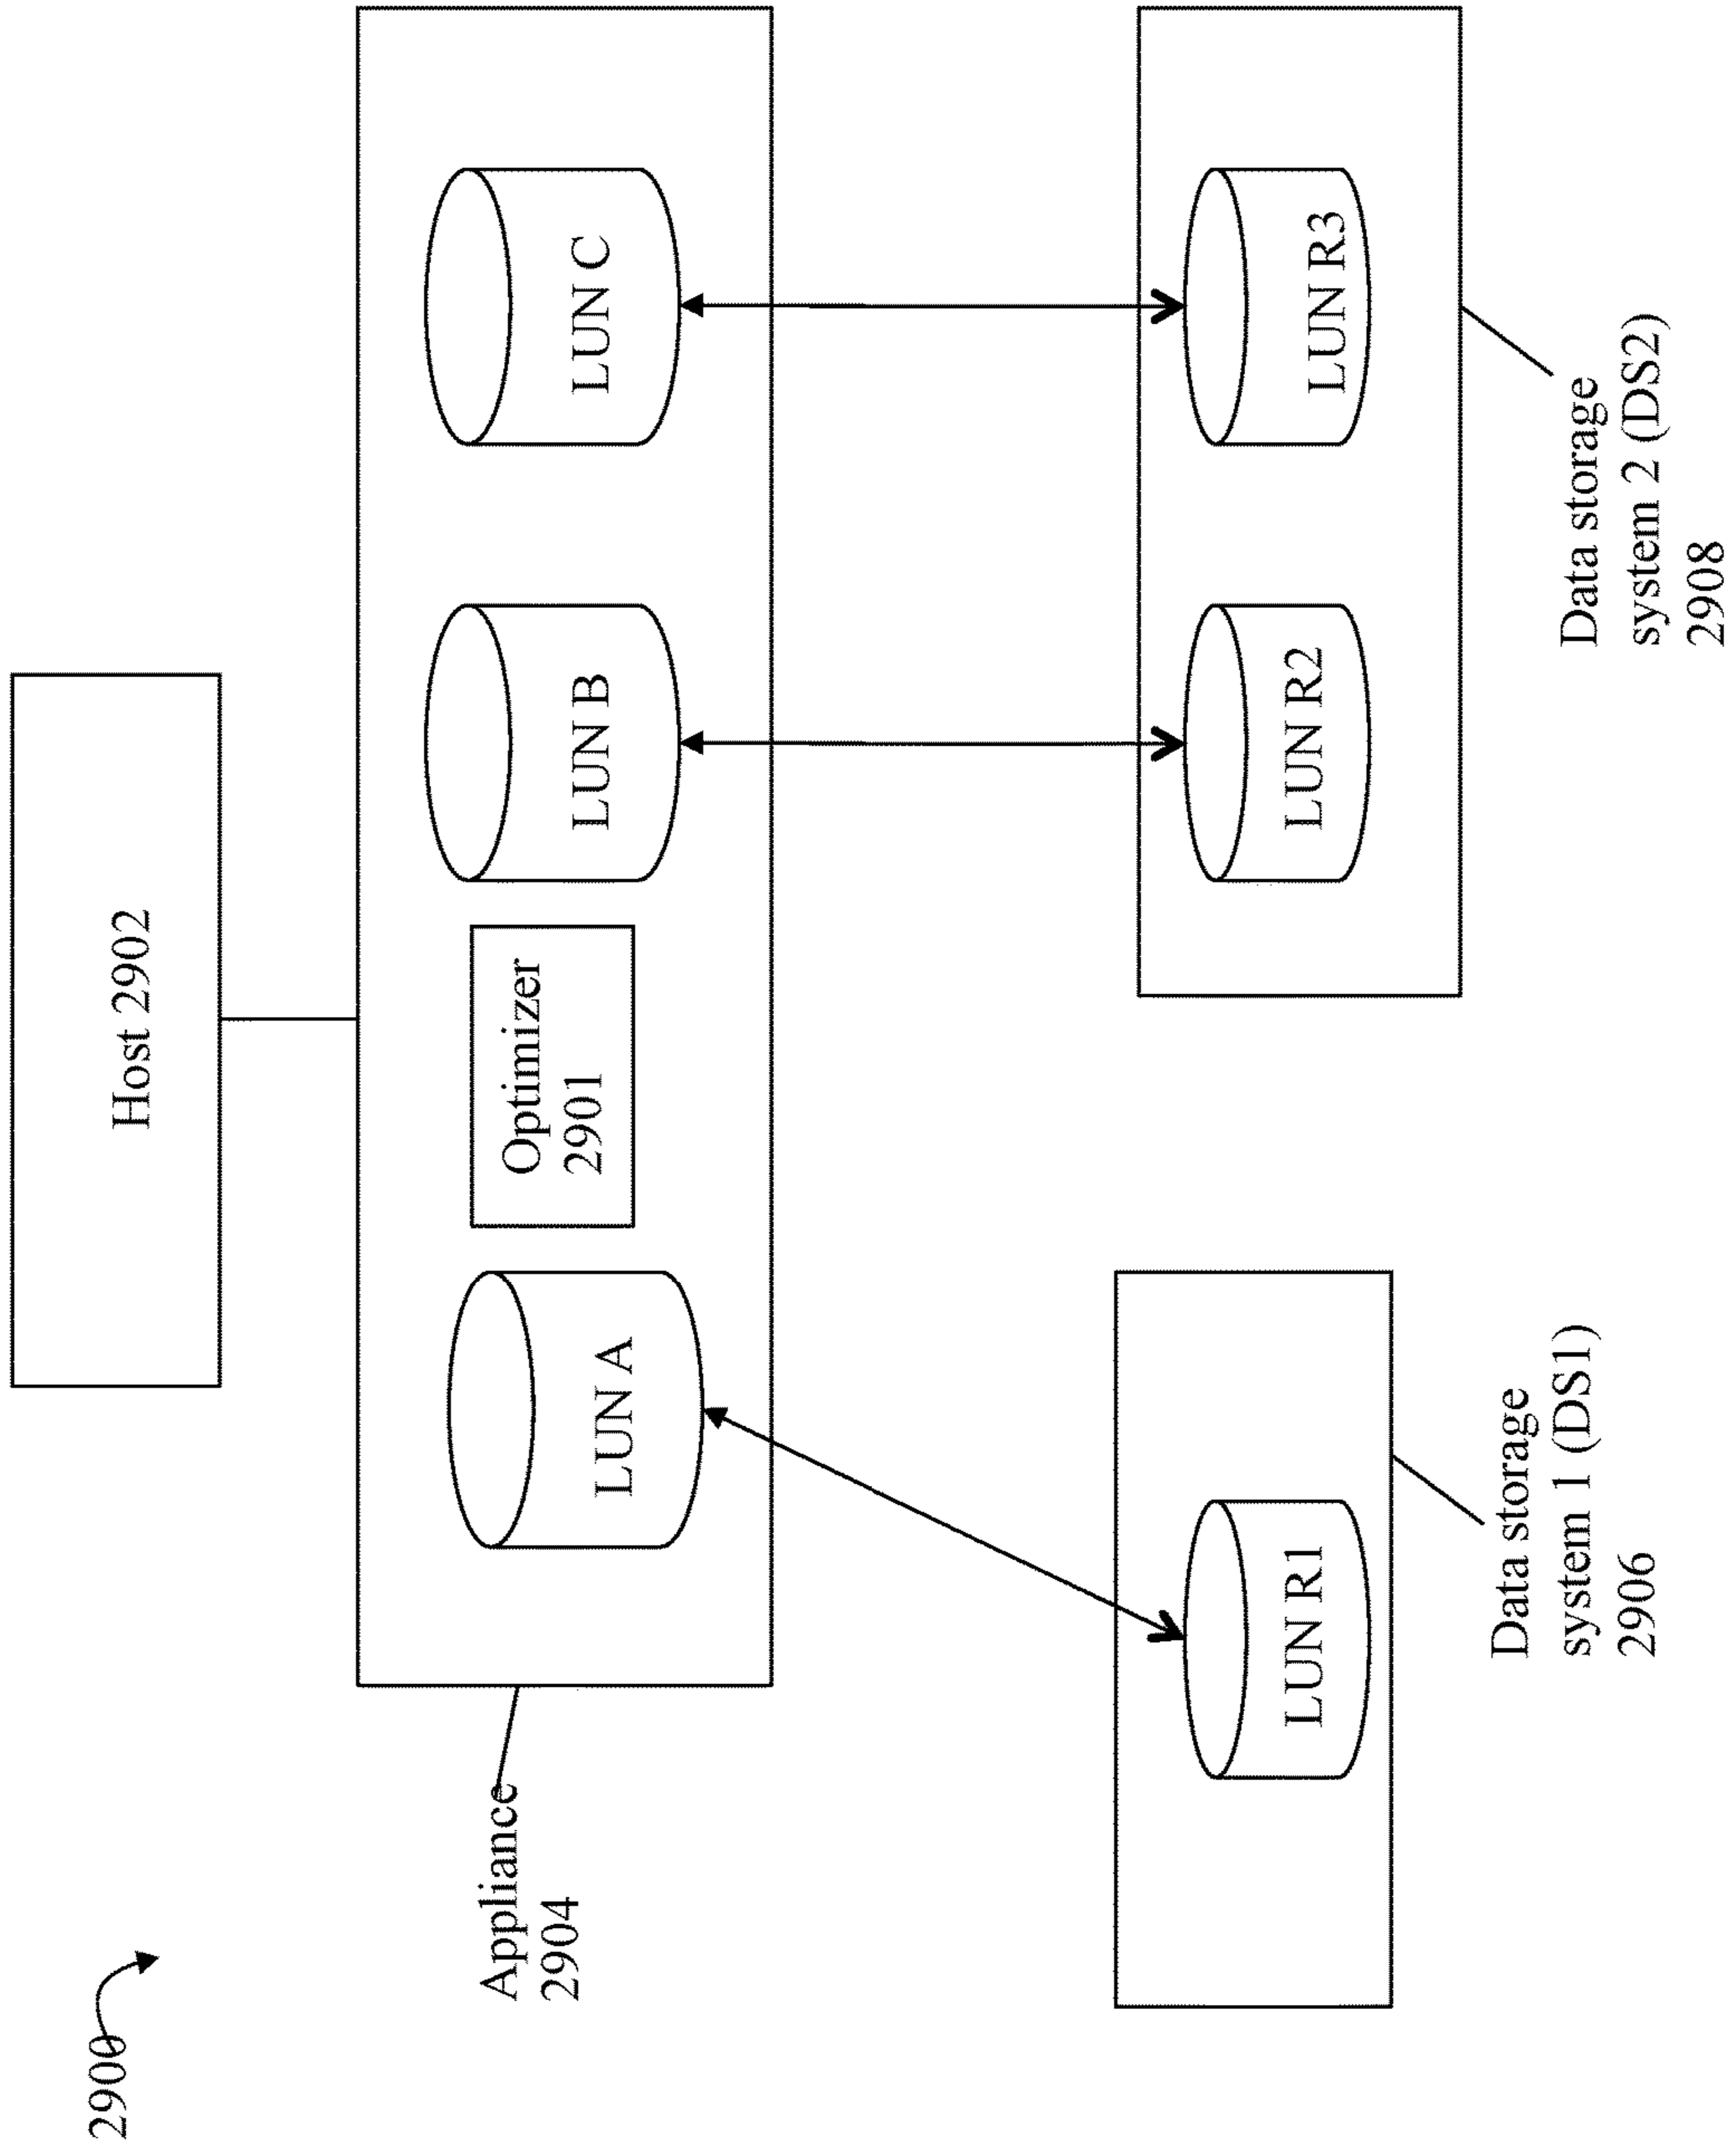 2900
Host 2902
Appliance
2904
LUN A
Optimizer
2901
LUN B
LUN C
LUN R1
LUN R2
LUN R3
Data storage
system 1 (DS1)
2906
Data storage
system 2 (DS2)
2908